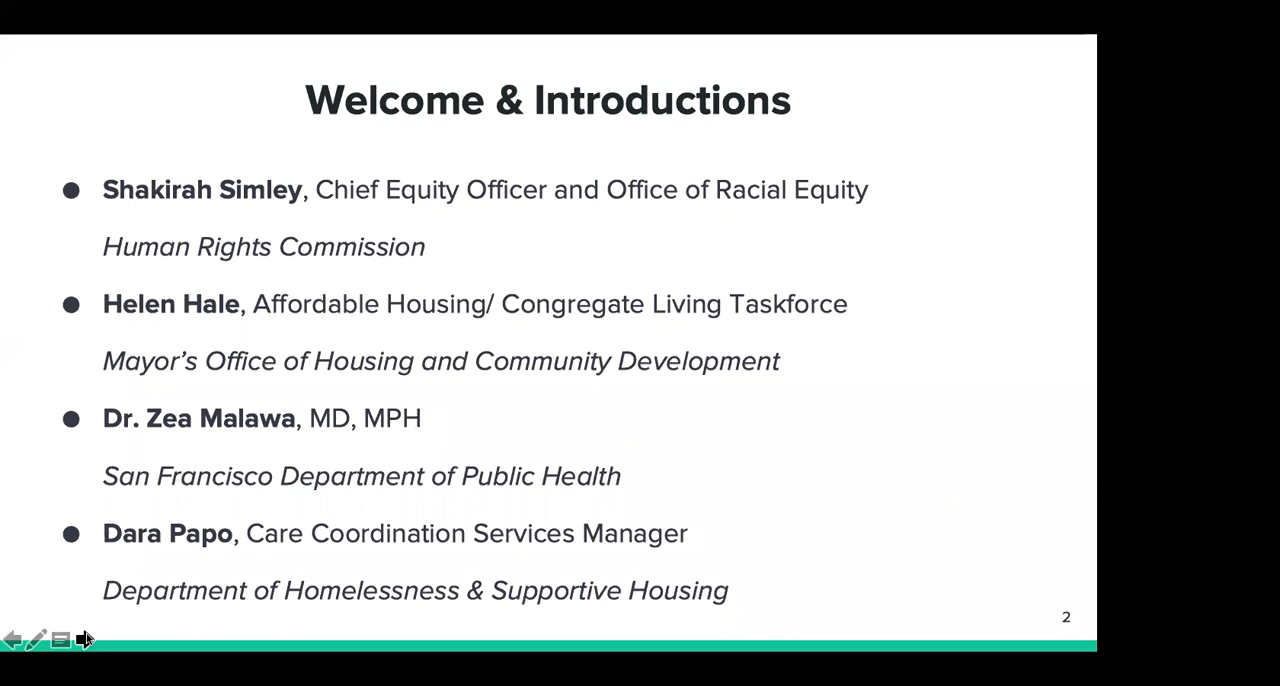 Welcome & Introductions
● Shakirah Simley, Chief Equity Officer and Office of Racial Equity
Human Rights Commission
● Helen Hale, Affordable Housing/ Congregate Living Taskforce
Mayor’s Office of Housing and Community Development
● Dr. Zea Malawa, MD, MPH
San Francisco Department of Public Health
● Dara Papo, Care Coordination Services Manager
Department of Homelessness & Supportive Housing
2